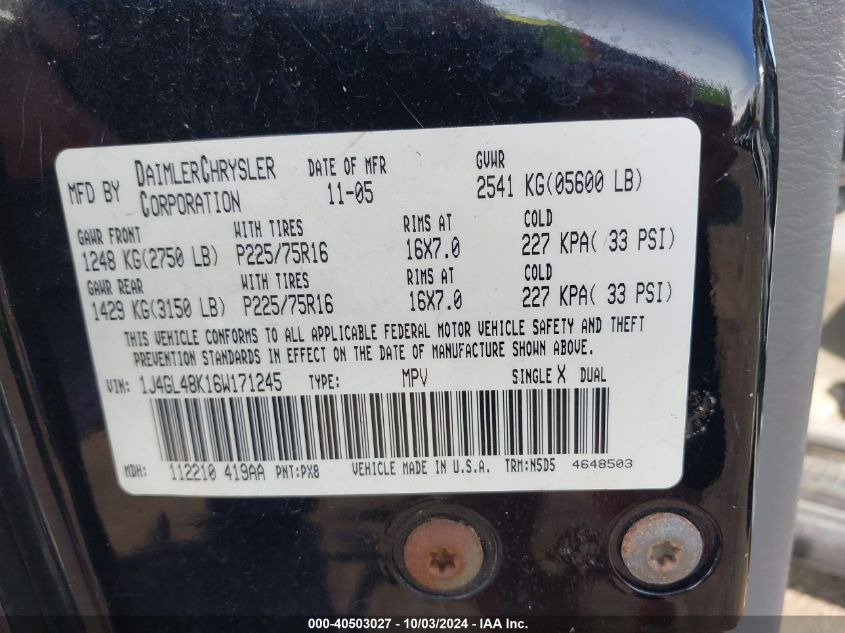 MFD BY DAIMLERCHRYSLER CORPORATION DATE OF MFR 11-05 GVWR 2541 KG(05600 LB)
GAWR FRONT WITH TIRES RIMS AT COLD
1248 KG(2750 LB) P225/75R16 16X7.0 227 KPA( 33 PSI)
GAWR REAR WITH TIRES RIMS AT COLD
1429 KG(3150 LB) P225/75R16 16X7.0 227 KPA( 33 PSI)
THIS VEHICLE CONFORMS TO ALL APPLICABLE FEDERAL MOTOR VEHICLE SAFETY AND THEFT
PREVENTION STANDARDS IN EFFECT ON THE DATE OF MANUFACTURE SHOWN ABOVE.
VIN: 1J4GL48K16W171245 TYPE: MPV SINGLE X DUAL
MDH: 112210 419AA PNT:PX8 VEHICLE MADE IN U.S.A. TRM:N5D5 4648503
000-40503027 - 10/03/2024 - IAA Inc.